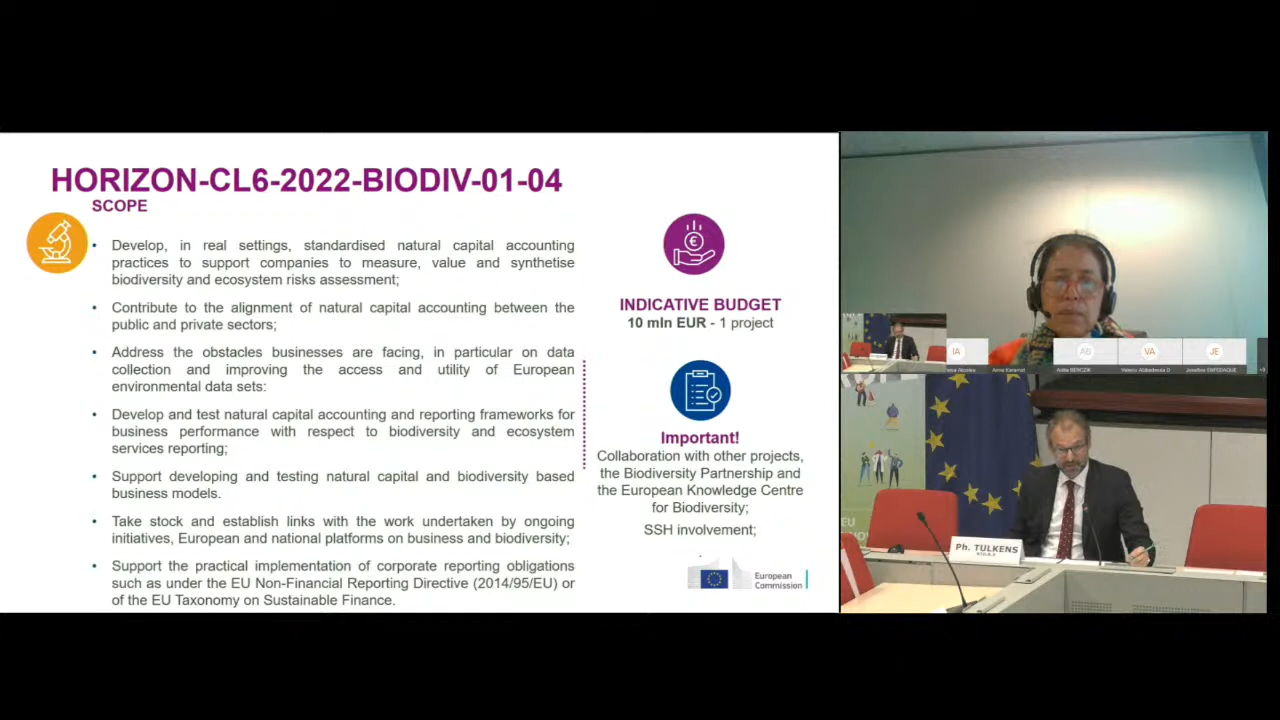 HORIZON-CL6-2022-BIODIV-01-04
SCOPE
• Develop, in real settings, standardised natural capital accounting
practices to support companies to measure, value and synthetise
biodiversity and ecosystem risks assessment;
• Contribute to the alignment of natural capital accounting between the
public and private sectors;
• Address the obstacles businesses are facing, in particular on data
collection and improving the access and utility of European
environmental data sets:
• Develop and test natural capital accounting and reporting frameworks for
business performance with respect to biodiversity and ecosystem
services reporting;
• Support developing and testing natural capital and biodiversity based
business models.
• Take stock and establish links with the work undertaken by ongoing
initiatives, European and national platforms on business and biodiversity;
• Support the practical implementation of corporate reporting obligations
such as under the EU Non-Financial Reporting Directive (2014/95/EU) or
of the EU Taxonomy on Sustainable Finance.
€
INDICATIVE BUDGET
10 mln EUR - 1 project
Important!
Collaboration with other projects,
the Biodiversity Partnership and
the European Knowledge Centre
for Biodiversity;
SSH involvement;
European
Commission
IA
AB
VA
JE
Ph. TULKENS
EU